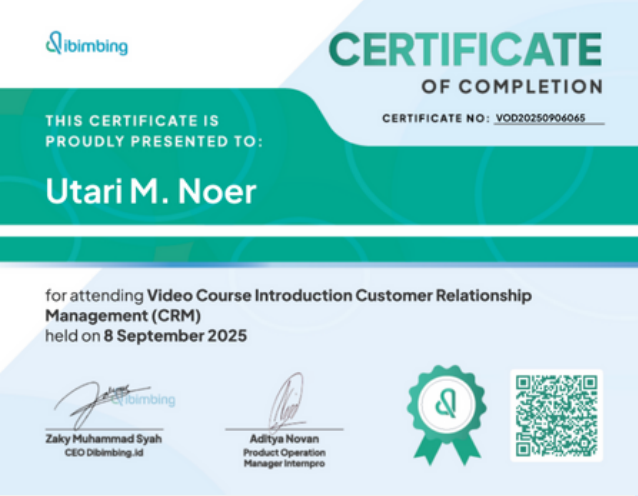 dibimbing
CERTIFICATE
OF COMPLETION
CERTIFICATE NO: VOD20250906065
THIS CERTIFICATE IS
PROUDLY PRESENTED TO:
Utari M. Noer
for attending Video Course Introduction Customer Relationship
Management (CRM)
held on 8 September 2025
dibimbing
Zaky Muhammad Syah
CEO Dibimbing.id
Aditya Novan
Product Operation
Manager Internpro